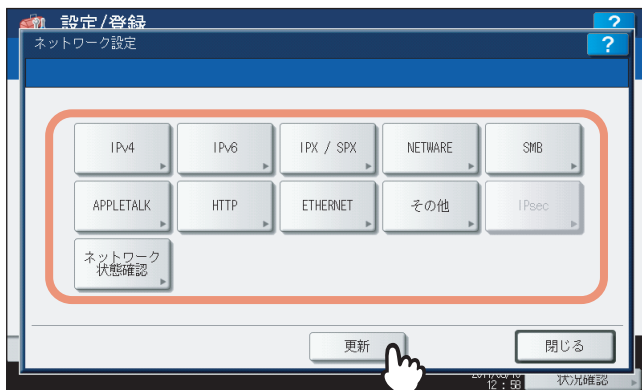 設定/登録
?
ネットワーク設定
?
IPv4
IPv6
IPX / SPX
NETWARE
SMB
APPLETALK
HTTP
ETHERNET
その他
IPsec
ネットワーク
状態確認
更新
閉じる
12:58
状況確認